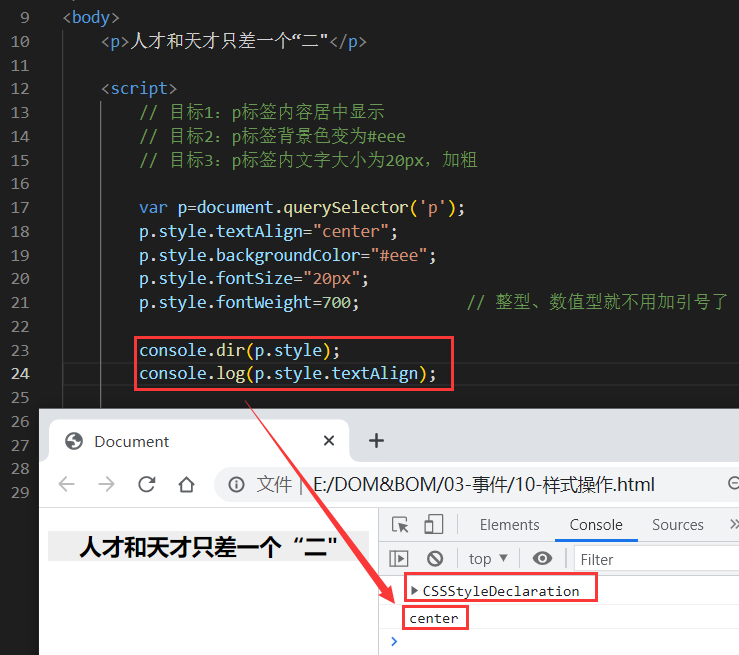 9 <body>
10 <p>人才和天才只差一个“二"</p>
11
12 <script>
13 // 目标1：p标签内容居中显示
14 // 目标2：p标签背景色变为#eee
15 // 目标3：p标签内文字大小为20px，加粗
16
17 var p=document.querySelector('p');
18 p.style.textAlign="center";
19 p.style.backgroundColor="#eee";
20 p.style.fontSize="20px";
21 p.style.fontWeight=700; // 整型、数值型就不用加引号了
22
23 console.dir(p.style);
24 console.log(p.style.textAlign);
25
26
27
28
29
Document
文件 | E:/DOM&BOM/03-事件/10-样式操作.html
Elements Console Sources
top Filter
人才和天才只差一个“二"
CSSStyleDeclaration
center